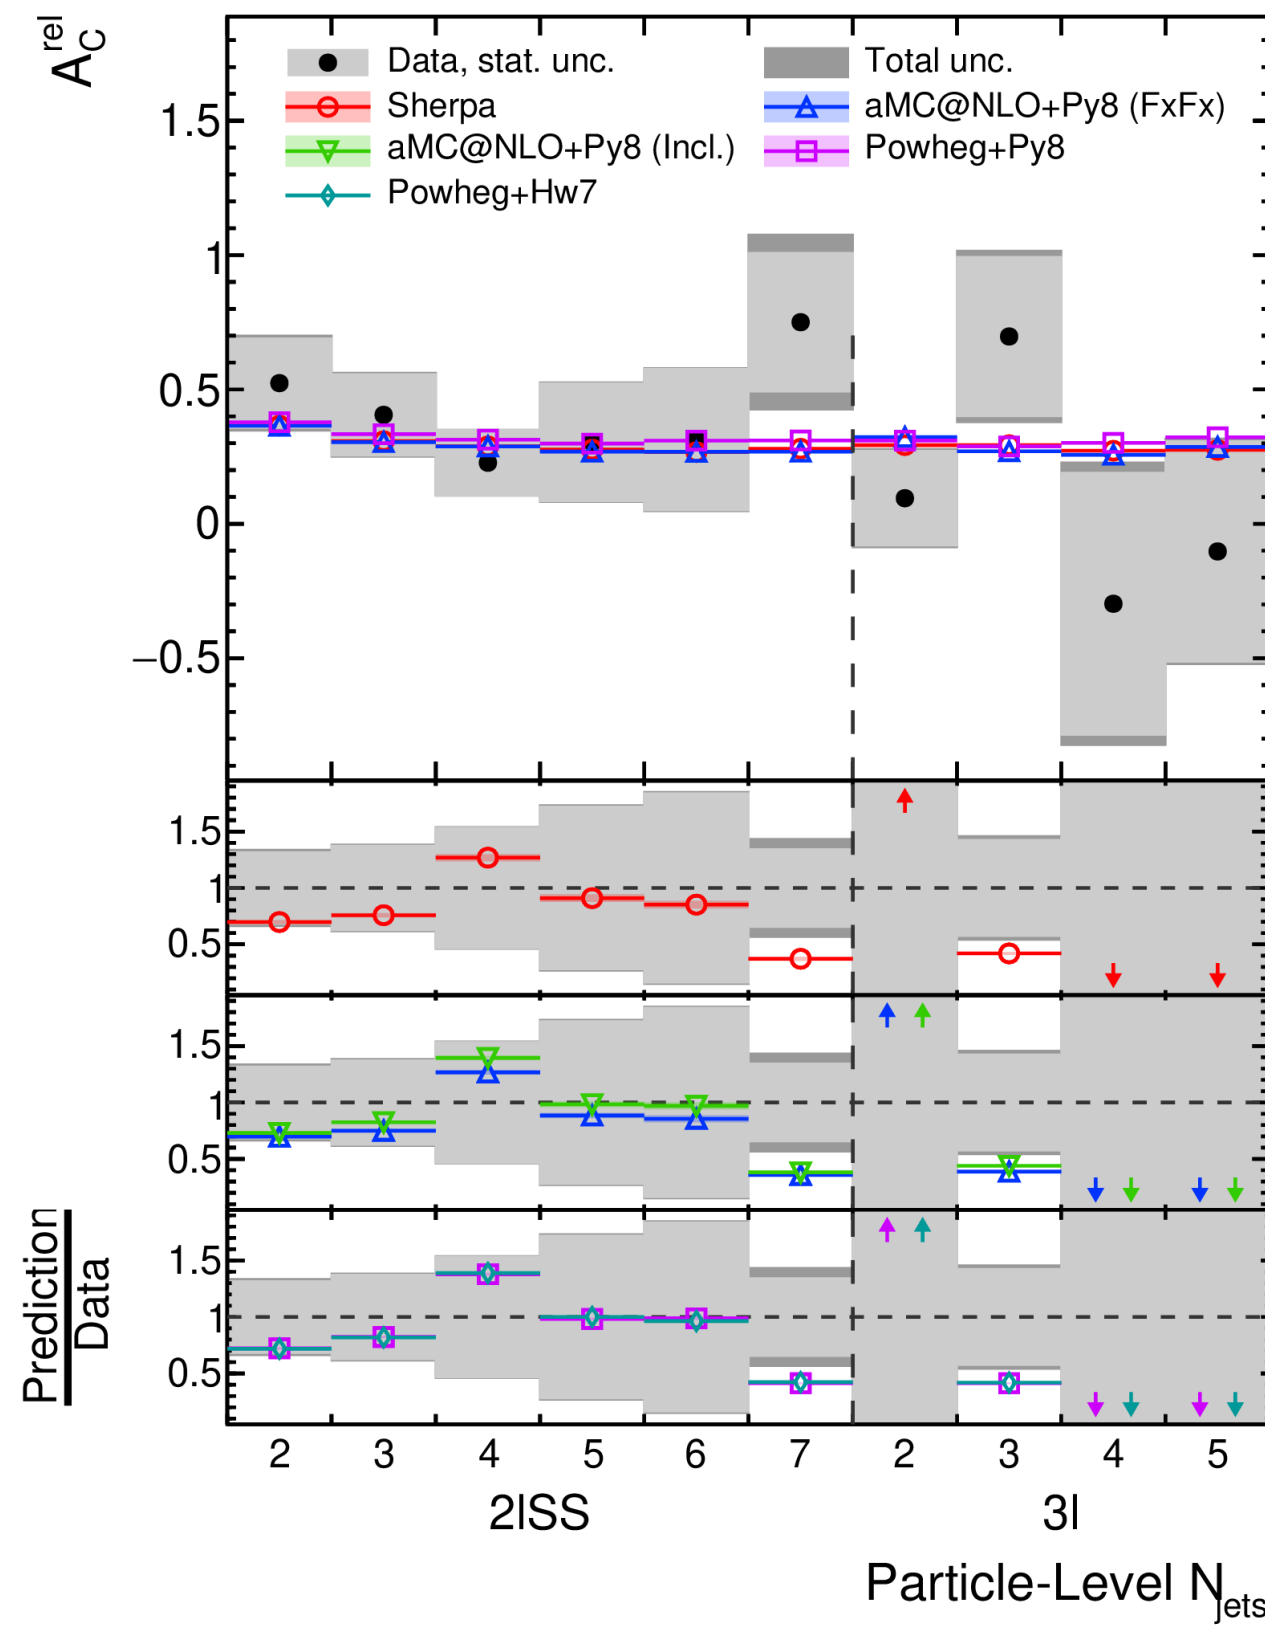 A_C^rel
Data, stat. unc.
Total unc.
Sherpa
aMC@NLO+Py8 (FxFx)
aMC@NLO+Py8 (Incl.)
Powheg+Py8
Powheg+Hw7
1.5
1
0.5
0
−0.5
1.5
1
0.5
1.5
1
0.5
Prediction
Data
1.5
1
0.5
2 3 4 5 6 7 2 3 4 5
2lSS 3l
Particle-Level N_jets